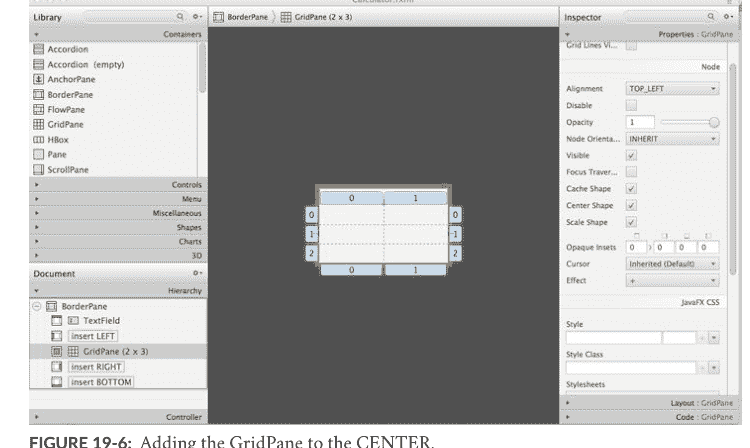 Calculator.fxml
Library
Containers
Accordion
Accordion (empty)
AnchorPane
BorderPane
FlowPane
GridPane
HBox
Pane
ScrollPane
Controls
Menu
Miscellaneous
Shapes
Charts
3D
Document
Hierarchy
BorderPane
TextField
insert LEFT
GridPane (2 x 3)
insert RIGHT
insert BOTTOM
Controller
BorderPane GridPane (2 x 3)
0 1
0 0
1 1
2 2
0 1
Inspector
Properties : GridPane
Grid Lines Vi...
Node
Alignment TOP_LEFT
Disable
Opacity 1
Node Orienta... INHERIT
Visible
Focus Traver...
Cache Shape
Center Shape
Scale Shape
Opaque Insets 0 0 0 0
Cursor Inherited (Default)
Effect +
JavaFX CSS
Style
Style Class
Stylesheets
Layout : GridPane
Code : GridPane
FIGURE 19-6: Adding the GridPane to the CENTER.